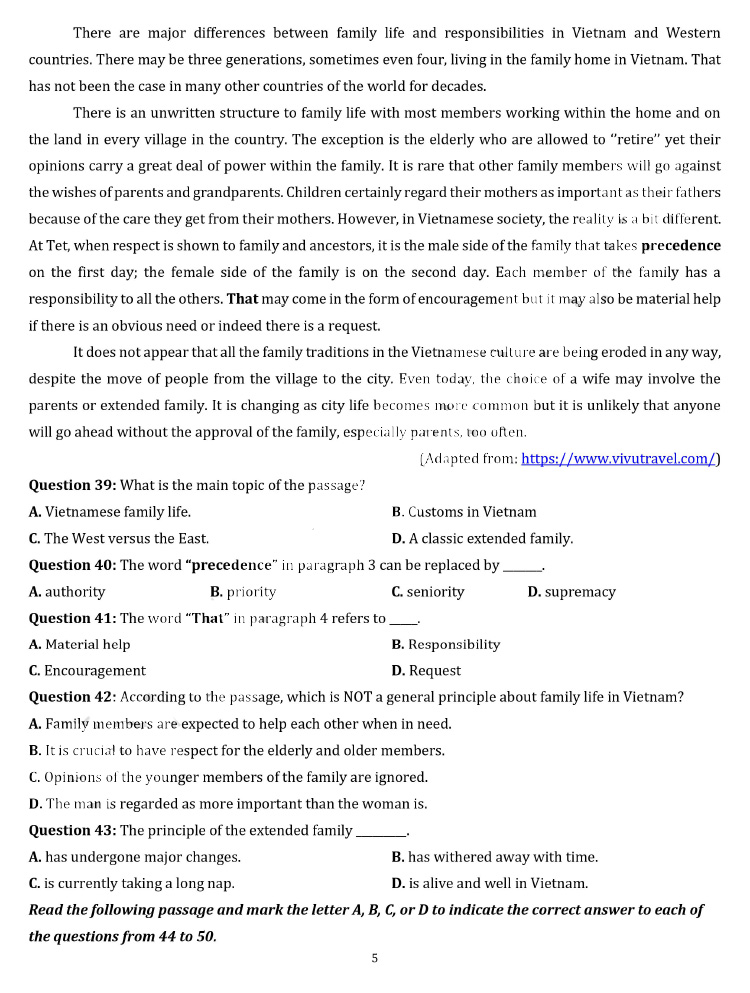 There are major differences between family life and responsibilities in Vietnam and Western
countries. There may be three generations, sometimes even four, living in the family home in Vietnam. That
has not been the case in many other countries of the world for decades.
There is an unwritten structure to family life with most members working within the home and on
the land in every village in the country. The exception is the elderly who are allowed to ‘’retire’’ yet their
opinions carry a great deal of power within the family. It is rare that other family members will go against
the wishes of parents and grandparents. Children certainly regard their mothers as important as their fathers
because of the care they get from their mothers. However, in Vietnamese society, the reality is a bit different.
At Tet, when respect is shown to family and ancestors, it is the male side of the family that takes precedence
on the first day; the female side of the family is on the second day. Each member of the family has a
responsibility to all the others. That may come in the form of encouragement but it may also be material help
if there is an obvious need or indeed there is a request.
It does not appear that all the family traditions in the Vietnamese culture are being eroded in any way,
despite the move of people from the village to the city. Even today, the choice of a wife may involve the
parents or extended family. It is changing as city life becomes more common but it is unlikely that anyone
will go ahead without the approval of the family, especially parents, too often.
(Adapted from: https://www.vivutravel.com/)
Question 39: What is the main topic of the passage?
A. Vietnamese family life. B. Customs in Vietnam
C. The West versus the East. D. A classic extended family.
Question 40: The word “precedence” in paragraph 3 can be replaced by ______.
A. authority B. priority C. seniority D. supremacy
Question 41: The word “That” in paragraph 4 refers to _____.
A. Material help B. Responsibility
C. Encouragement D. Request
Question 42: According to the passage, which is NOT a general principle about family life in Vietnam?
A. Family members are expected to help each other when in need.
B. It is crucial to have respect for the elderly and older members.
C. Opinions of the younger members of the family are ignored.
D. The man is regarded as more important than the woman is.
Question 43: The principle of the extended family ________.
A. has undergone major changes. B. has withered away with time.
C. is currently taking a long nap. D. is alive and well in Vietnam.
Read the following passage and mark the letter A, B, C, or D to indicate the correct answer to each of
the questions from 44 to 50.
5